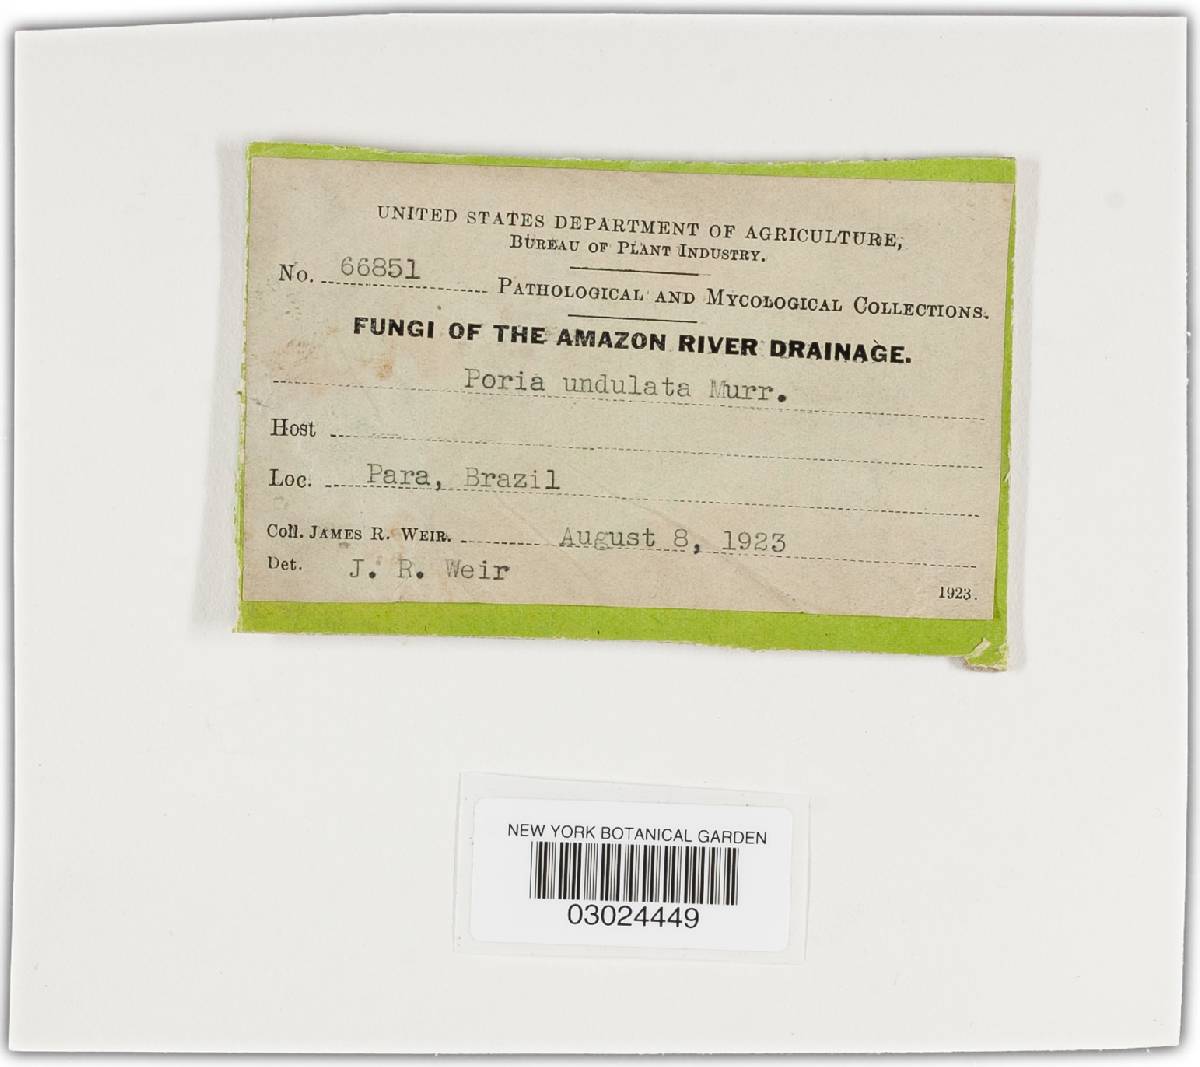 UNITED STATES DEPARTMENT OF AGRICULTURE,
BUREAU OF PLANT INDUSTRY.
No. 66851 PATHOLOGICAL AND MYCOLOGICAL COLLECTIONS.
FUNGI OF THE AMAZON RIVER DRAINAGE.
Poria undulata Murr.
Host
Loc. Para, Brazil
Coll. JAMES R. WEIR. August 8, 1923
Det. J. R. Weir
1923.
NEW YORK BOTANICAL GARDEN
03024449